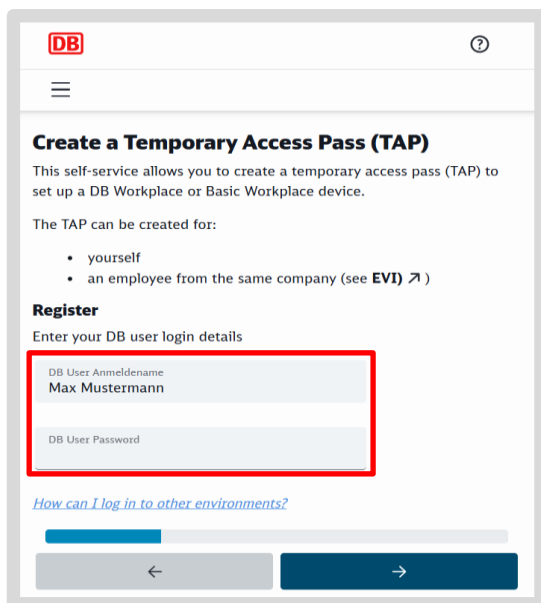 DB
Create a Temporary Access Pass (TAP)
This self-service allows you to create a temporary access pass (TAP) to
set up a DB Workplace or Basic Workplace device.
The TAP can be created for:
• yourself
• an employee from the same company (see EVI) ↗ )
Register
Enter your DB user login details
DB User Anmeldename
Max Mustermann
DB User Password
How can I log in to other environments?